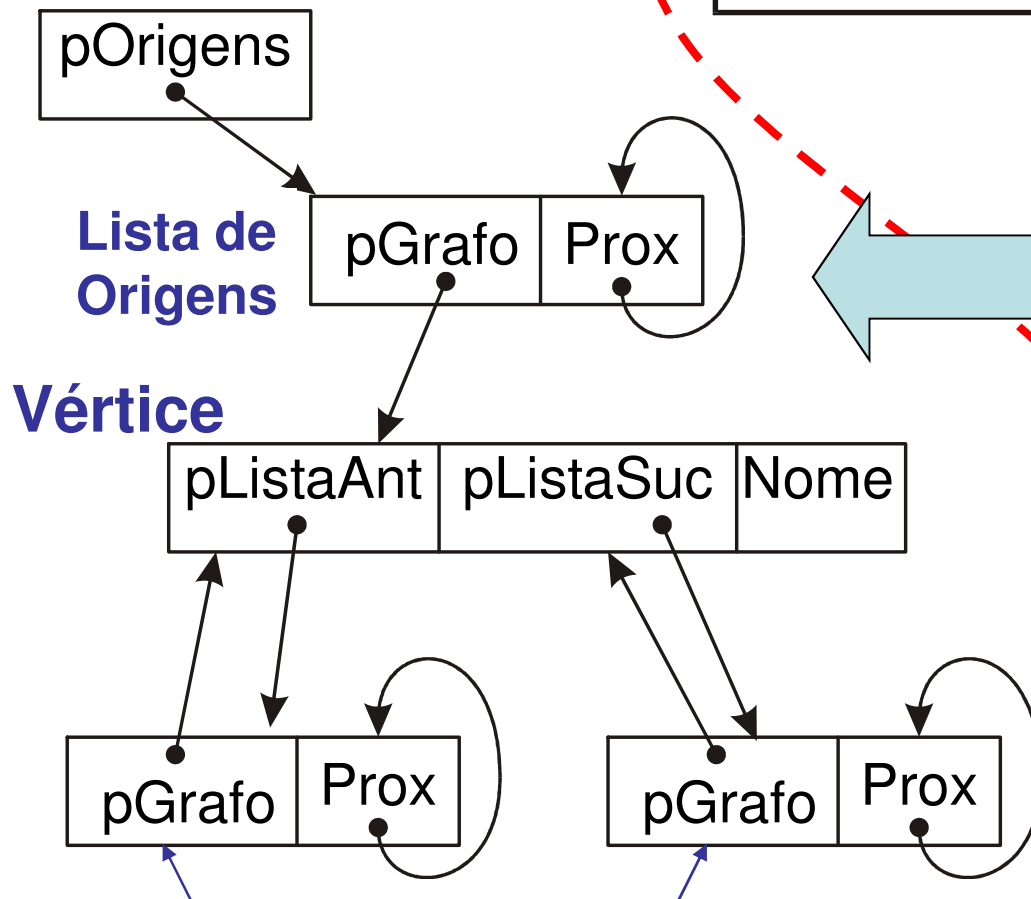 pOrigens
Lista de
Origens
pGrafo Prox
Vértice
pListaAnt pListaSuc Nome
pGrafo Prox
pGrafo Prox